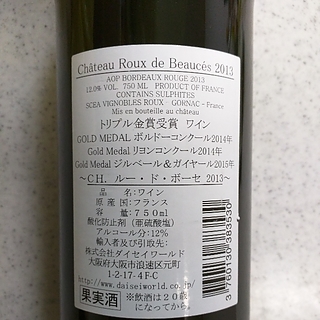 Château Roux de Beaucès 2013
AOP BORDEAUX ROUGE 2013
12.0% VOL. 750 ML PRODUCT OF FRANCE
CONTAINS SULPHITES
SCEA VIGNOBLES ROUX - GORNAC - France
Mis en bouteille au château
トリプル金賞受賞 ワイン
GOLD MEDAL ボルドーコンクール2014年
Gold Medal リヨンコンクール2014年
Gold Medal ジルベール＆ガイヤール2015年
～CH. ルー・ド・ボーセ 2013～
品名:ワイン
原産国:フランス
容量:750ml
酸化防止剤(亜硫酸塩)
アルコール分:12%
輸入者及び引取先:
株式会社ダイセイワールド
大阪府大阪市浪速区元町
1-2-17-4F-C
http://www.daiseiworld.co.jp/
果実酒
※飲酒は20歳
になってから。
3760130383530